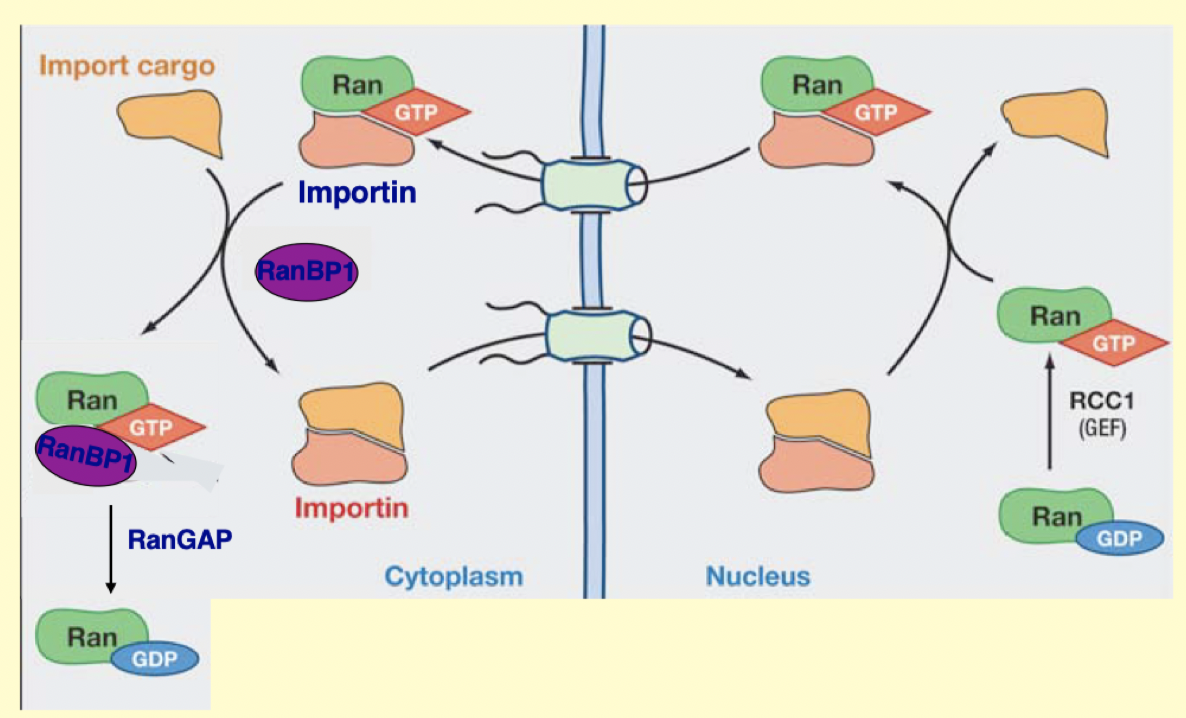 Import cargo
Ran
GTP
Importin
RanBP1
Ran
GTP
RanBP1
RanGAP
Ran
GDP
Importin
Cytoplasm
Nucleus
Ran
GTP
Ran
GTP
RCC1
(GEF)
Ran
GDP